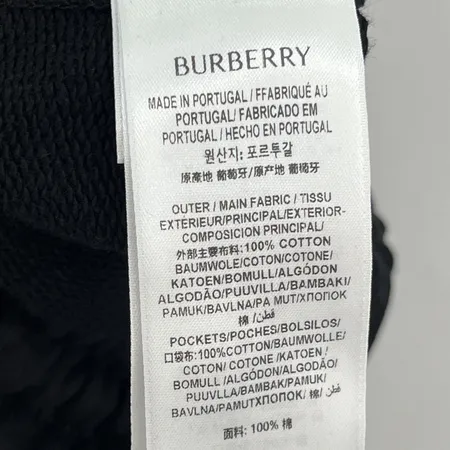 BURBERRY
MADE IN PORTUGAL / FFABRIQUÉ AU
PORTUGAL/ FABRICADO EM
PORTUGAL / HECHO EN PORTUGAL
원산지: 포르투갈
原產地 葡萄牙/原产地 葡萄牙
OUTER / MAIN FABRIC / TISSU
EXTÉRIEUR/PRINCIPAL/EXTERIOR-
COMPOSICION PRINCIPAL/
外部主要布料: 100% COTTON
BAUMWOLE/COTON/COTONE/
KATOEN/BOMULL/ALGODÓN
ALGODÃO/PUUVILLA/BAMBAKI/
PAMUK/BAVLNA/PA MUT/ХПОПОК
棉 /قطن/
POCKETS/POCHES/BOLSILOS/
口袋布: 100%COTTON/BAUMWOLLE/
COTON/ COTONE /KATOEN /
BOMULL /ALGODÓN/ ALGODÃO/
PUUVILLA/BAMBAK/PAMUK/
BAVLNA/PAMUTXПOПOK/ 棉/ قطن/
面料: 100% 棉